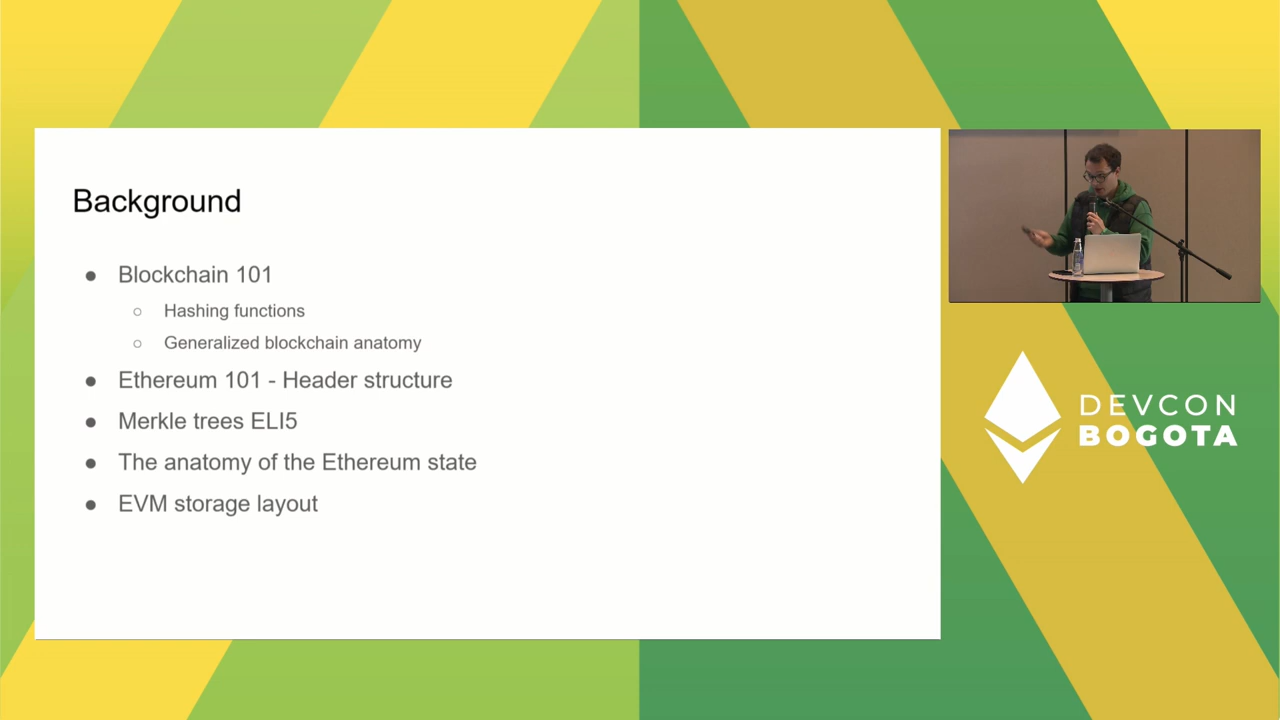 Background
● Blockchain 101
○ Hashing functions
○ Generalized blockchain anatomy
● Ethereum 101 - Header structure
● Merkle trees ELI5
● The anatomy of the Ethereum state
● EVM storage layout
DEVCON
BOGOTA